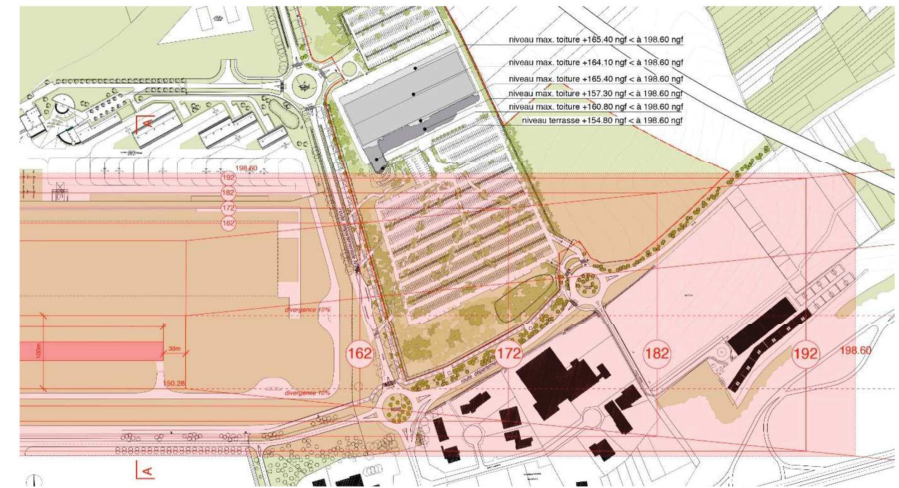 niveau max. toiture +165.40 ngf < à 198.60 ngf
niveau max. toiture +164.10 ngf < à 198.60 ngf
niveau max. toiture +165.40 ngf < à 198.60 ngf
niveau max. toiture +157.30 ngf < à 198.60 ngf
niveau max. toiture +160.80 ngf < à 198.60 ngf
niveau terrasse +154.80 ngf < à 198.60 ngf
A
198.60
192
182
172
162
divergence 10%
100m
30m
162
172
182
192
198.60
150.28
divergence 10%
A